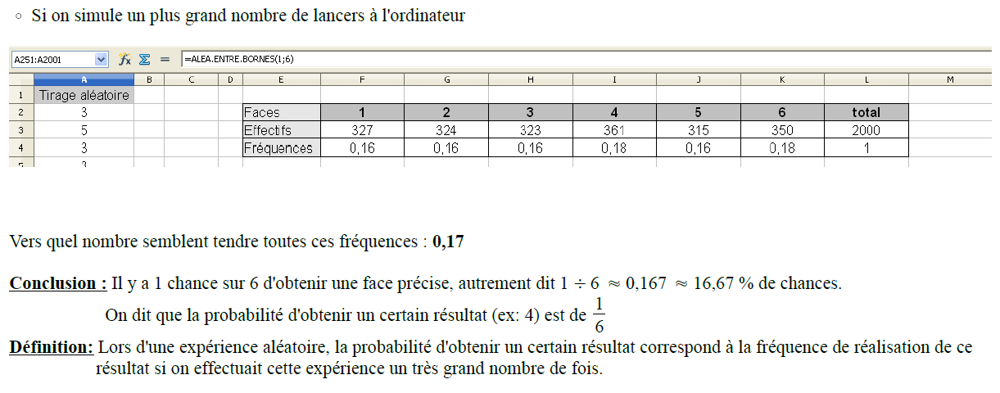 ◦ Si on simule un plus grand nombre de lancers à l'ordinateur
A251:A2001 fx Σ = =ALEA.ENTRE.BORNES(1;6)
A B C D E F G H I J K L M
1 Tirage aléatoire
2 3 Faces 1 2 3 4 5 6 total
3 5 Effectifs 327 324 323 361 315 350 2000
4 3 Fréquences 0,16 0,16 0,16 0,18 0,16 0,18 1
5 3
Vers quel nombre semblent tendre toutes ces fréquences : 0,17
Conclusion : Il y a 1 chance sur 6 d'obtenir une face précise, autrement dit 1 ÷ 6 ≈ 0,167 ≈ 16,67 % de chances.
On dit que la probabilité d'obtenir un certain résultat (ex: 4) est de 1/6
Définition: Lors d'une expérience aléatoire, la probabilité d'obtenir un certain résultat correspond à la fréquence de réalisation de ce
résultat si on effectuait cette expérience un très grand nombre de fois.